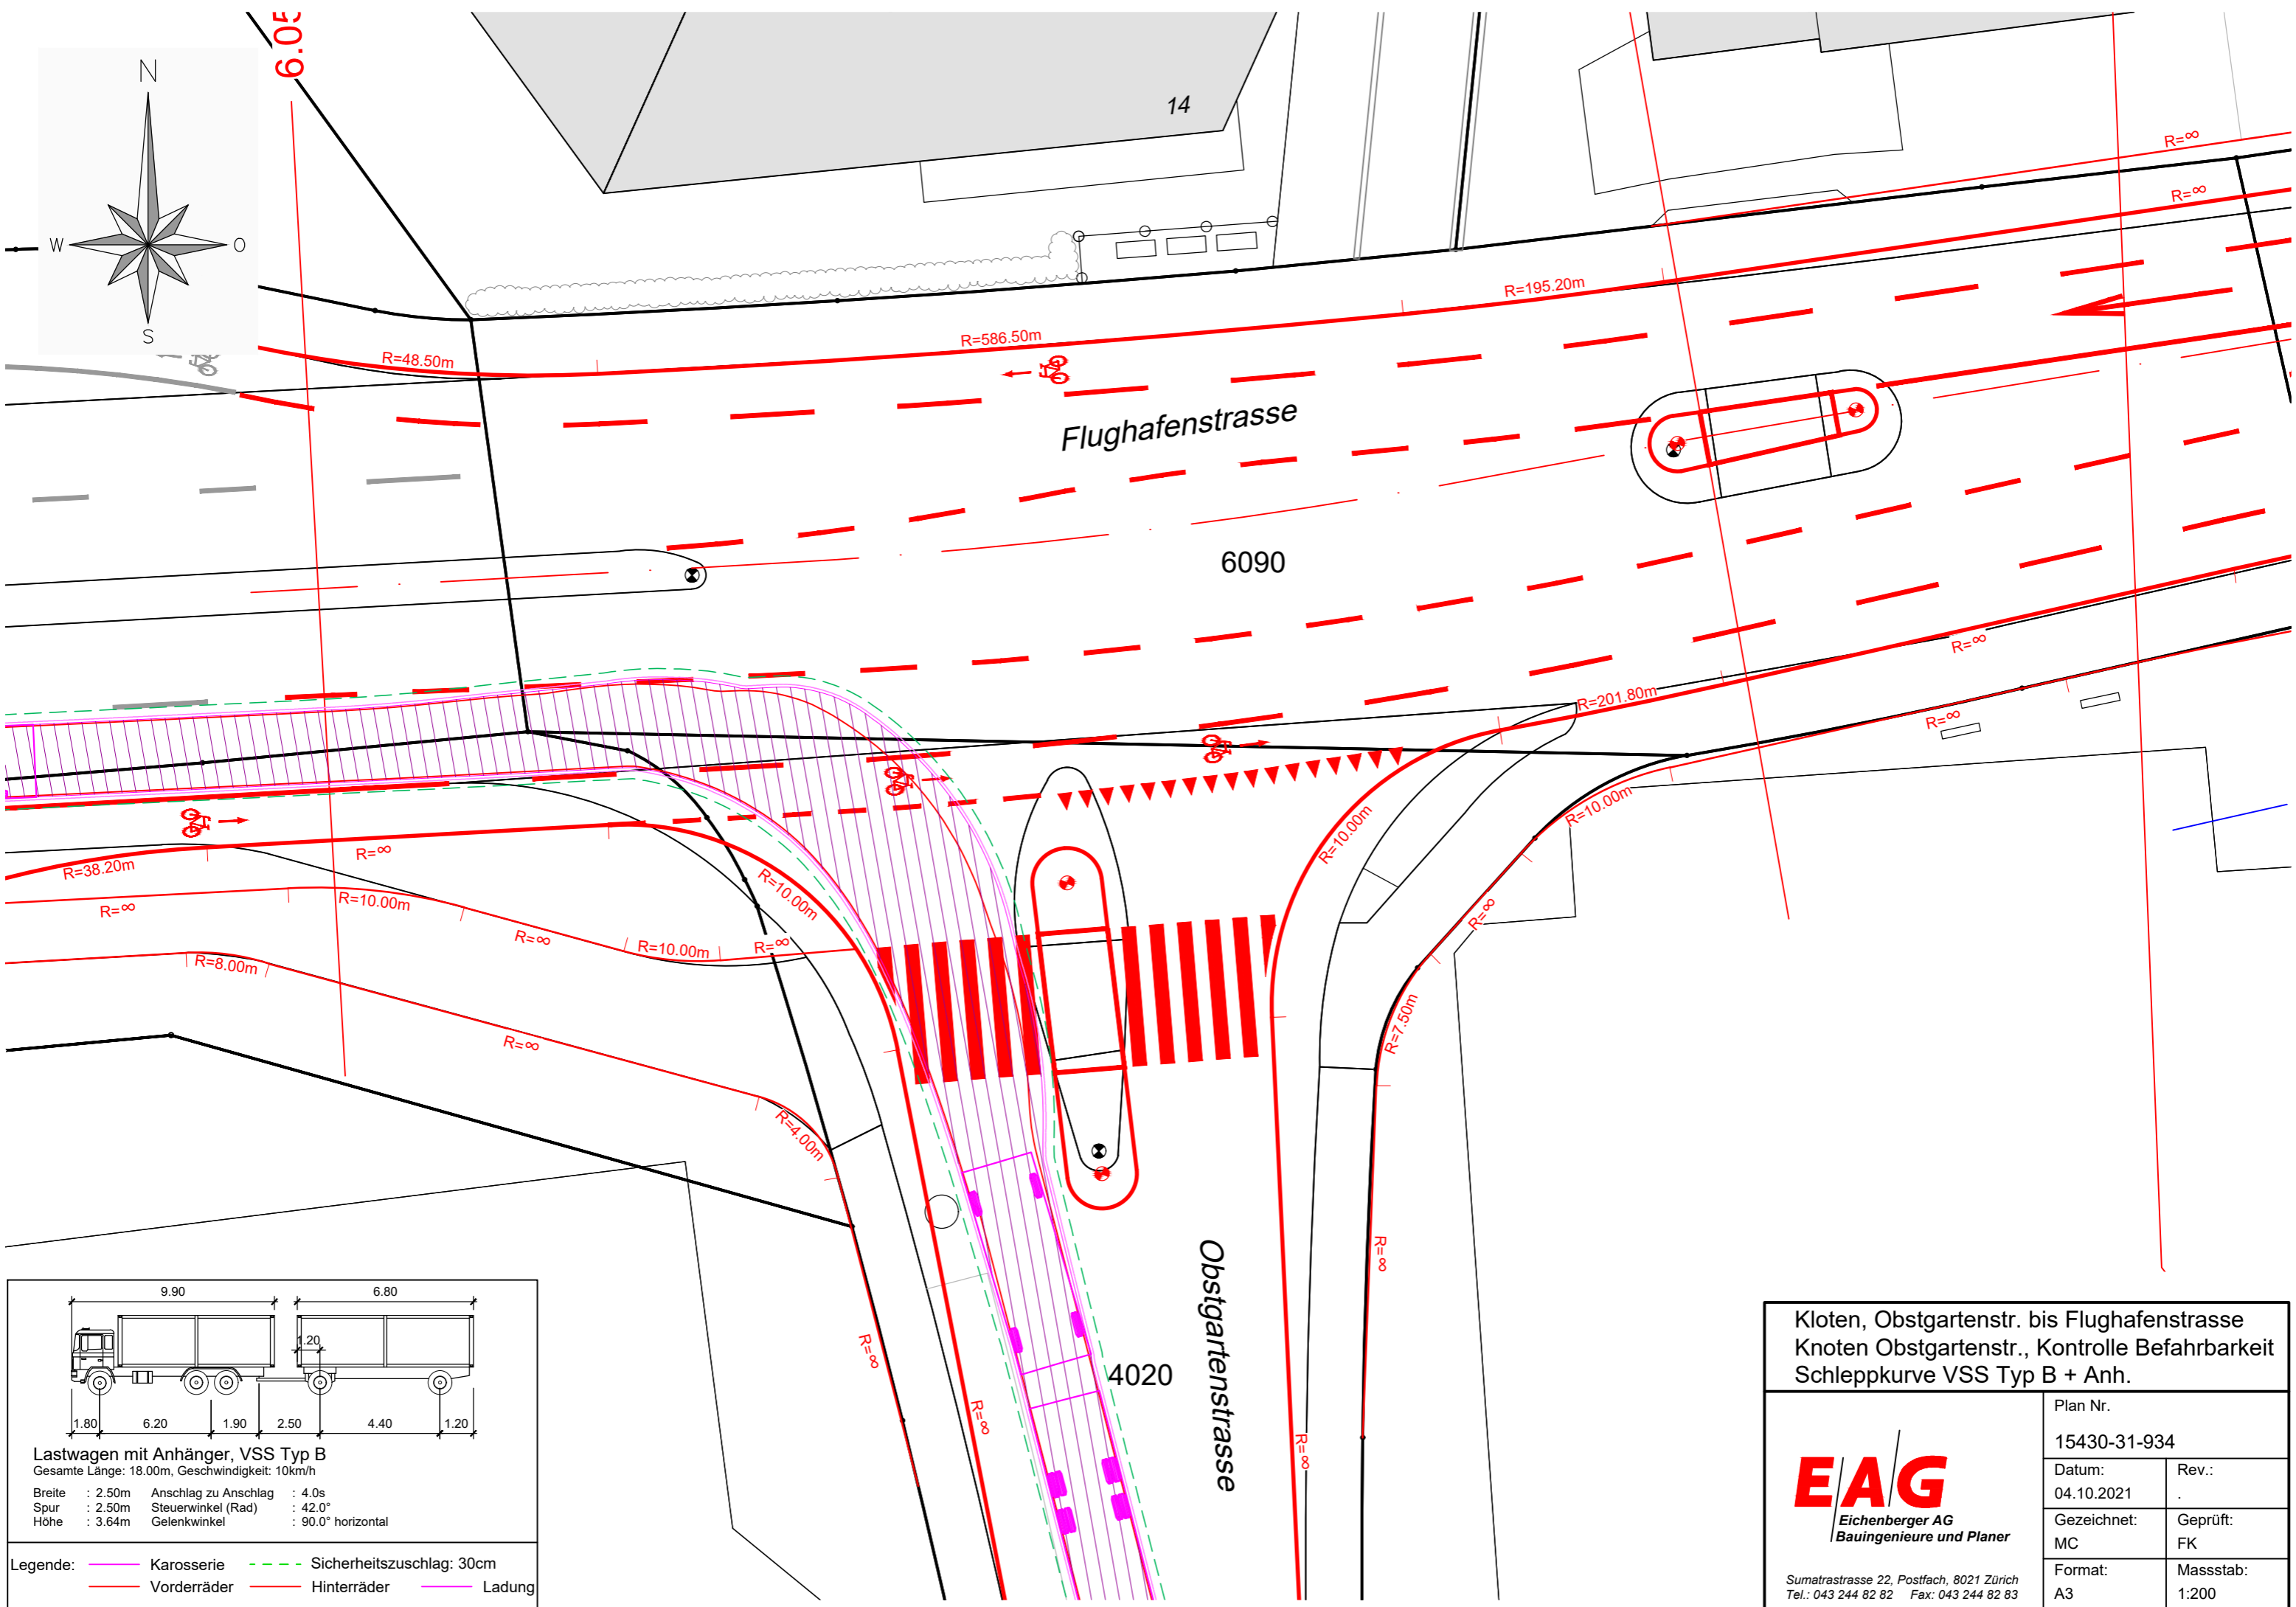 6.05
N
W
O
S
14
R=∞
R=∞
R=195.20m
R=586.50m
R=48.50m
Flughafenstrasse
6090
R=∞
R=201.80m
R=∞
R=10.00m
R=10.00m
R=∞
R=7.50m
R=38.20m
R=∞
R=10.00m
R=∞
R=10.00m
R=∞
R=10.00m
R=∞
R=8.00m
R=∞
R=4.00m
R=∞
R=∞
R=∞
R=∞
Obstgartenstrasse
4020
9.90
6.80
1.20
1.80
6.20
1.90
2.50
4.40
1.20
Lastwagen mit Anhänger, VSS Typ B
Gesamte Länge: 18.00m, Geschwindigkeit: 10km/h
Breite : 2.50m Anschlag zu Anschlag : 4.0s
Spur : 2.50m Steuerwinkel (Rad) : 42.0°
Höhe : 3.64m Gelenkwinkel : 90.0° horizontal
Legende: Karosserie Sicherheitszuschlag: 30cm
Vorderräder Hinterräder Ladung
Kloten, Obstgartenstr. bis Flughafenstrasse
Knoten Obstgartenstr., Kontrolle Befahrbarkeit
Schleppkurve VSS Typ B + Anh.
EAG
Eichenberger AG
Bauingenieure und Planer
Sumatrastrasse 22, Postfach, 8021 Zürich
Tel.: 043 244 82 82 Fax: 043 244 82 83
Plan Nr.
15430-31-934
Datum: Rev.:
04.10.2021 .
Gezeichnet: Geprüft:
MC FK
Format: Massstab:
A3 1:200